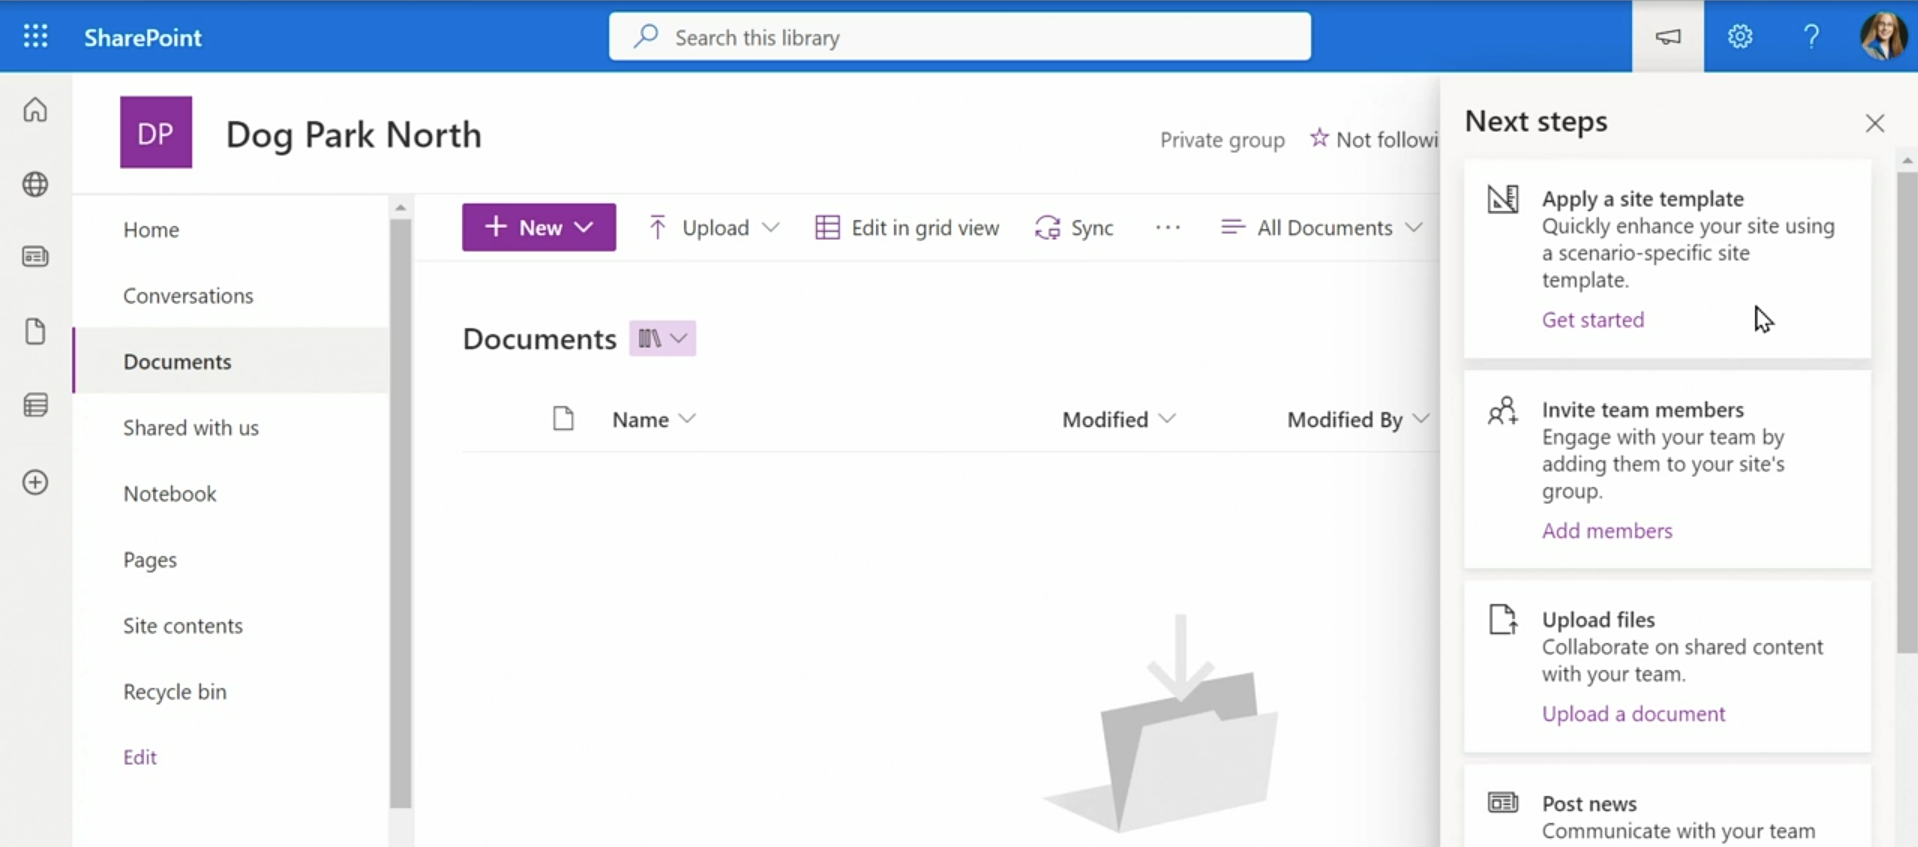 SharePoint
Search this library
?
DP
Dog Park North
Private group
Not followi
Home
Conversations
Documents
Shared with us
Notebook
Pages
Site contents
Recycle bin
Edit
New
Upload
Edit in grid view
Sync
...
All Documents
Documents
Name
Modified
Modified By
Next steps
Apply a site template
Quickly enhance your site using
a scenario-specific site
template.
Get started
Invite team members
Engage with your team by
adding them to your site's
group.
Add members
Upload files
Collaborate on shared content
with your team.
Upload a document
Post news
Communicate with your team